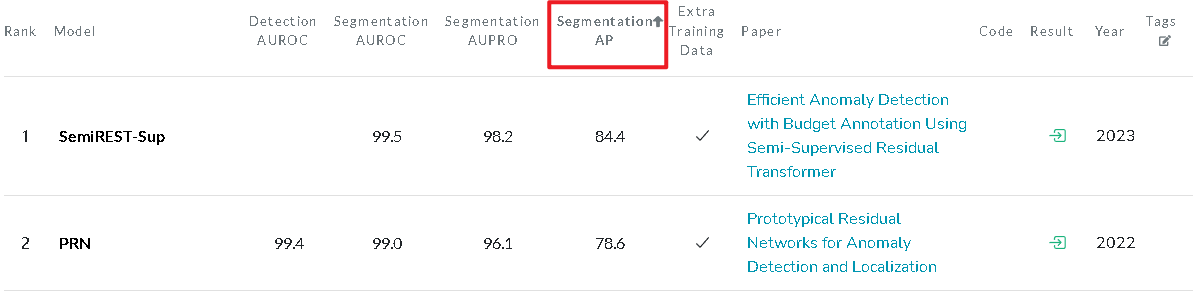 Rank Model Detection AUROC Segmentation AUROC Segmentation AUPRO Segmentation AP Extra Training Data Paper Code Result Year Tags
1 SemiREST-Sup 99.5 98.2 84.4 ✓ Efficient Anomaly Detection
with Budget Annotation Using
Semi-Supervised Residual
Transformer 2023
2 PRN 99.4 99.0 96.1 78.6 ✓ Prototypical Residual
Networks for Anomaly
Detection and Localization 2022